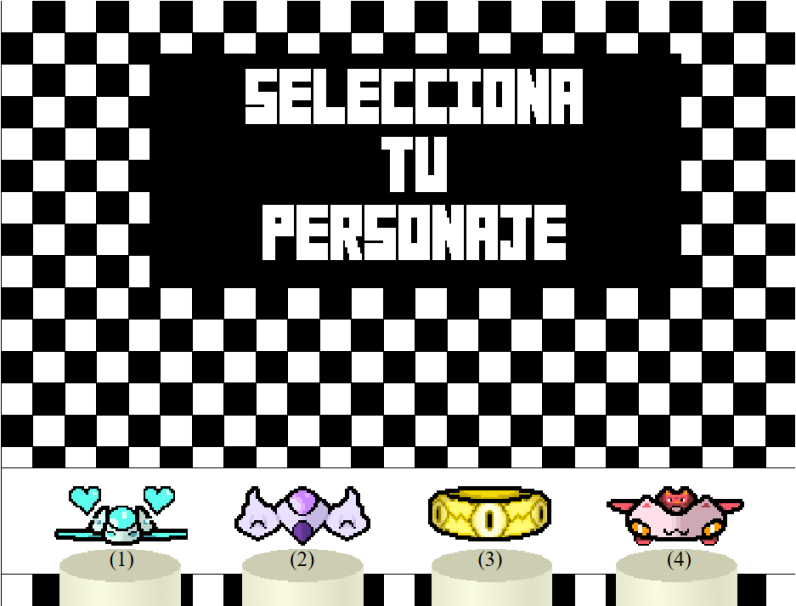 SELECCIONA
TU
PERSONAJE
(1) (2) (3) (4)